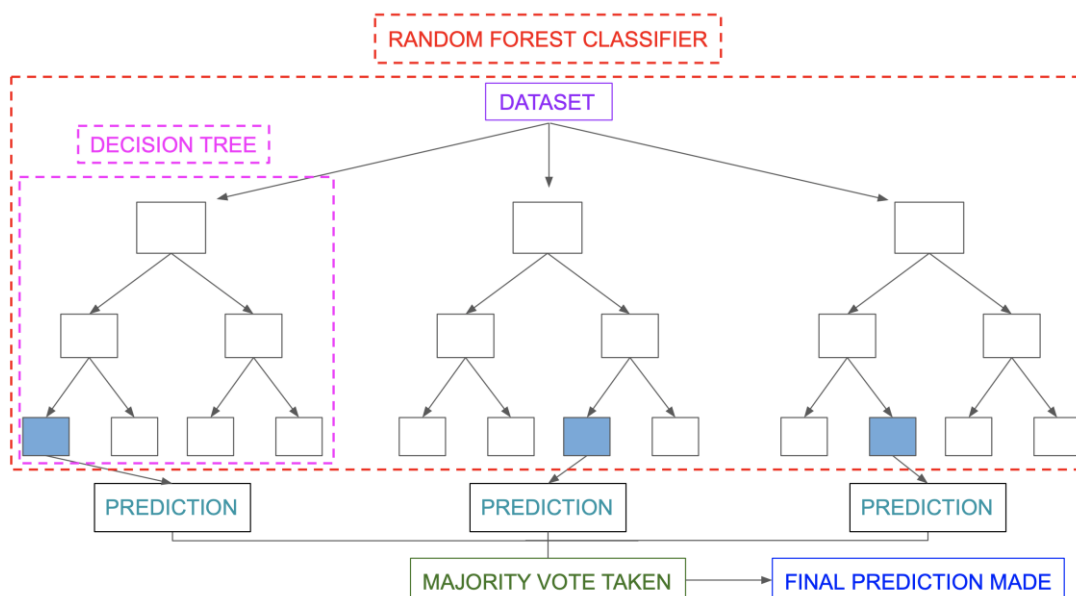 RANDOM FOREST CLASSIFIER
DATASET
DECISION TREE
PREDICTION
PREDICTION
PREDICTION
MAJORITY VOTE TAKEN
FINAL PREDICTION MADE